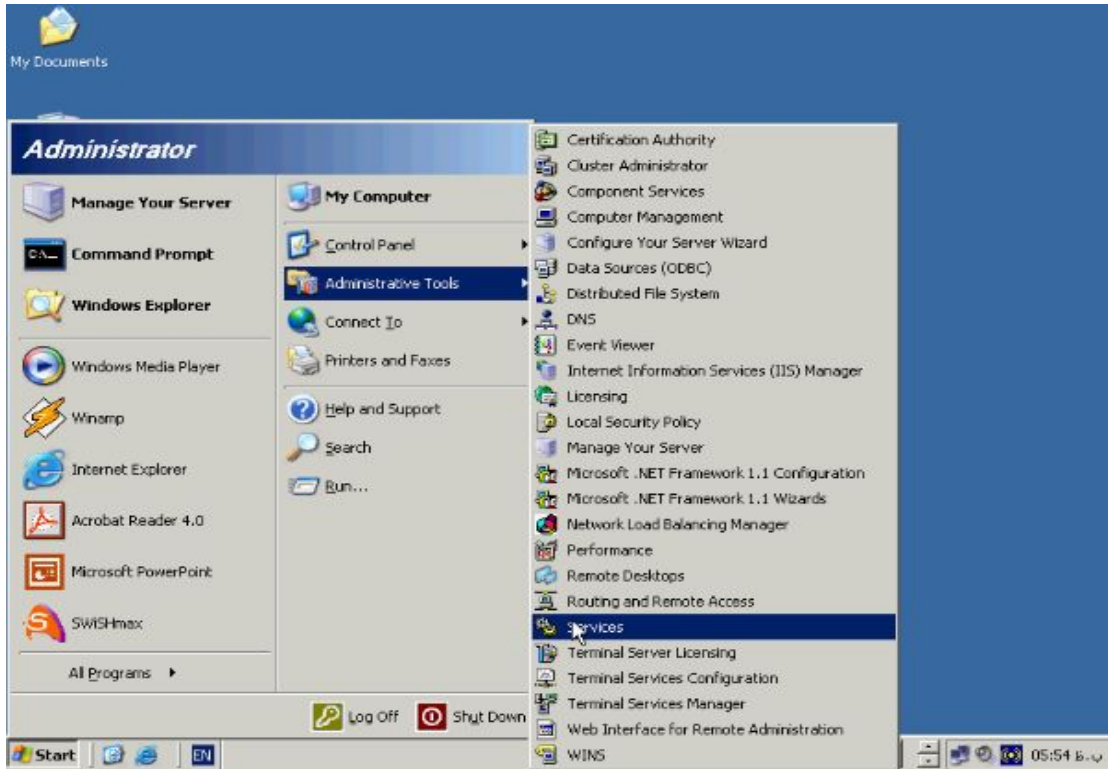 My Documents
Administrator
Manage Your Server
Command Prompt
Windows Explorer
Windows Media Player
Winamp
Internet Explorer
Acrobat Reader 4.0
Microsoft PowerPoint
SWiSHmax
All Programs
My Computer
Control Panel
Administrative Tools
Connect To
Printers and Faxes
Help and Support
Search
Run...
Log Off
Shut Down
Certification Authority
Cluster Administrator
Component Services
Computer Management
Configure Your Server Wizard
Data Sources (ODBC)
Distributed File System
DNS
Event Viewer
Internet Information Services (IIS) Manager
Licensing
Local Security Policy
Manage Your Server
Microsoft .NET Framework 1.1 Configuration
Microsoft .NET Framework 1.1 Wizards
Network Load Balancing Manager
Performance
Remote Desktops
Routing and Remote Access
Services
Terminal Server Licensing
Terminal Services Configuration
Terminal Services Manager
Web Interface for Remote Administration
WINS
Start
EN
05:54 ب.ظ